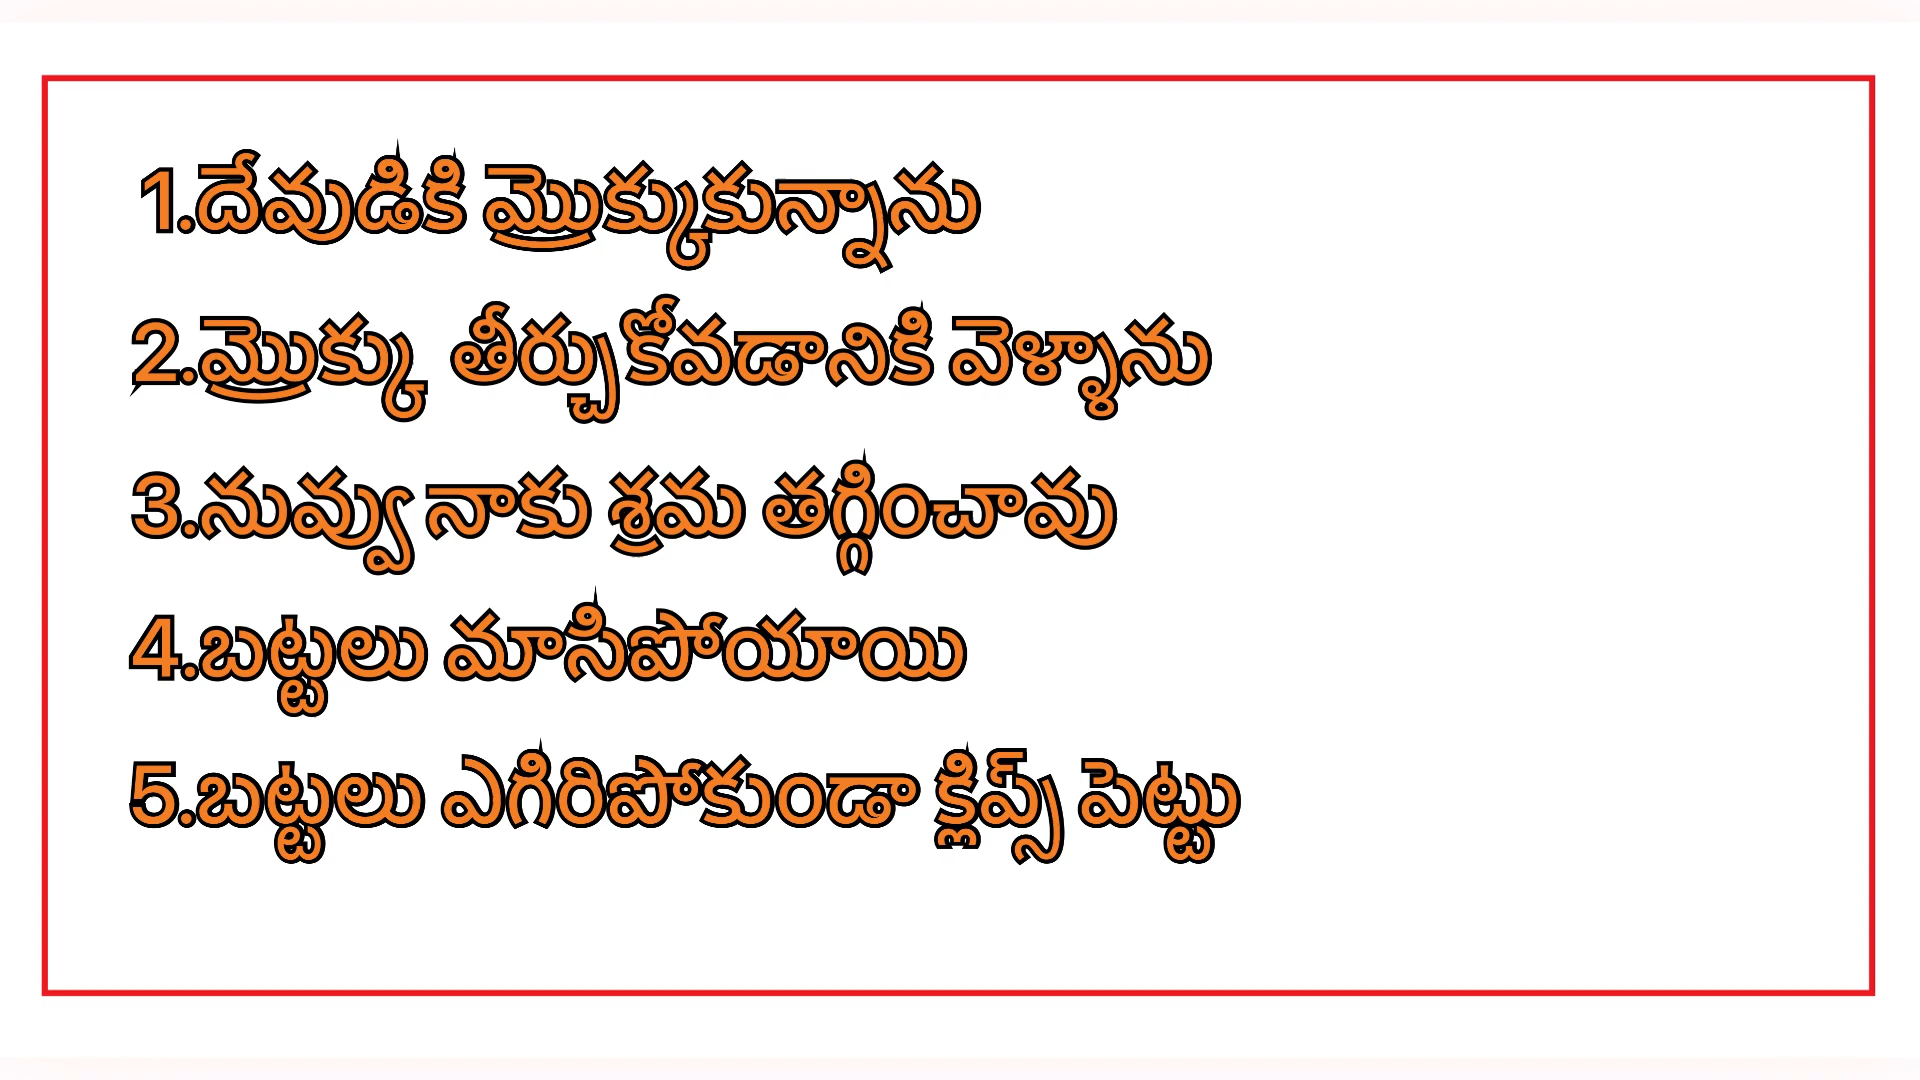 1.దేవుడికి మ్రొక్కుకున్నాను
2.మ్రొక్కు తీర్చుకోవడానికి వెళ్ళాను
3.నువ్వు నాకు శ్రమ తగ్గించావు
4.బట్టలు మాసిపోయాయి
5.బట్టలు ఎగిరిపోకుండా క్లిప్స్ పెట్టు